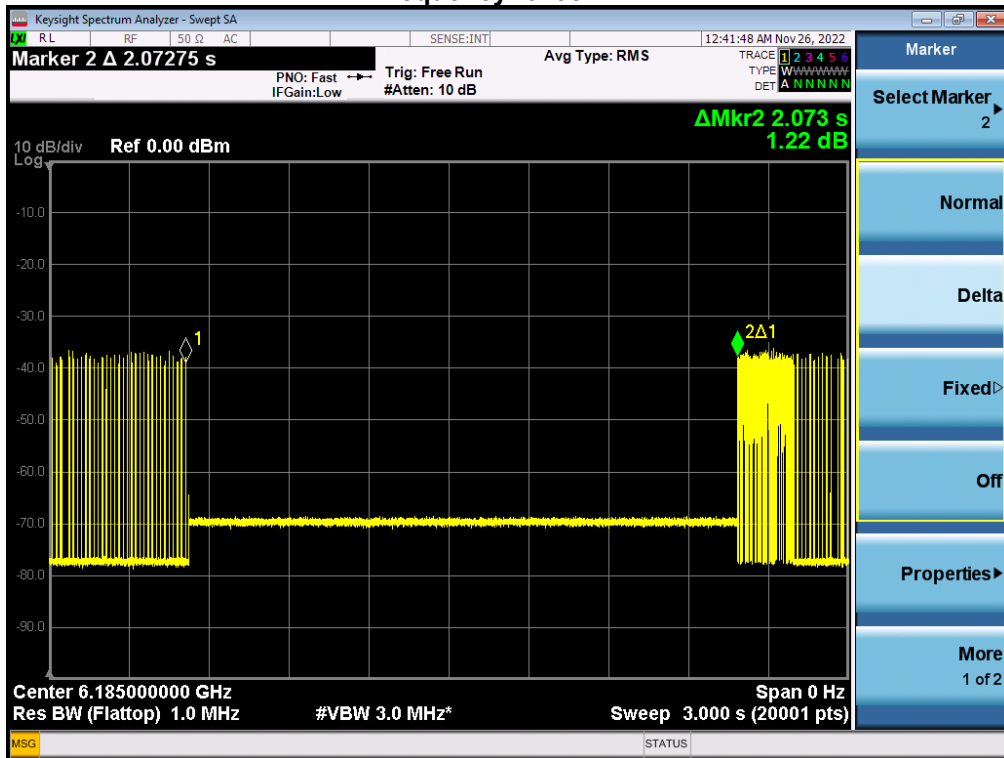 Keysight Spectrum Analyzer - Swept SA
LXI RL RF 50 Ω AC SENSE:INT 12:41:48 AM Nov 26, 2022
Marker 2 Δ 2.07275 s
PNO: Fast
IFGain:Low
Trig: Free Run
#Atten: 10 dB
Avg Type: RMS
TRACE 1 2 3 4 5 6
TYPE WWWWWW
DET A N N N N N
ΔMkr2 2.073 s
1.22 dB
10 dB/div Ref 0.00 dBm
Log
-10.0
-20.0
-30.0
-40.0
-50.0
-60.0
-70.0
-80.0
-90.0
1
2Δ1
Center 6.185000000 GHz Span 0 Hz
Res BW (Flattop) 1.0 MHz #VBW 3.0 MHz* Sweep 3.000 s (20001 pts)
MSG STATUS
Marker
Select Marker
2
Normal
Delta
Fixed
Off
Properties
More
1 of 2